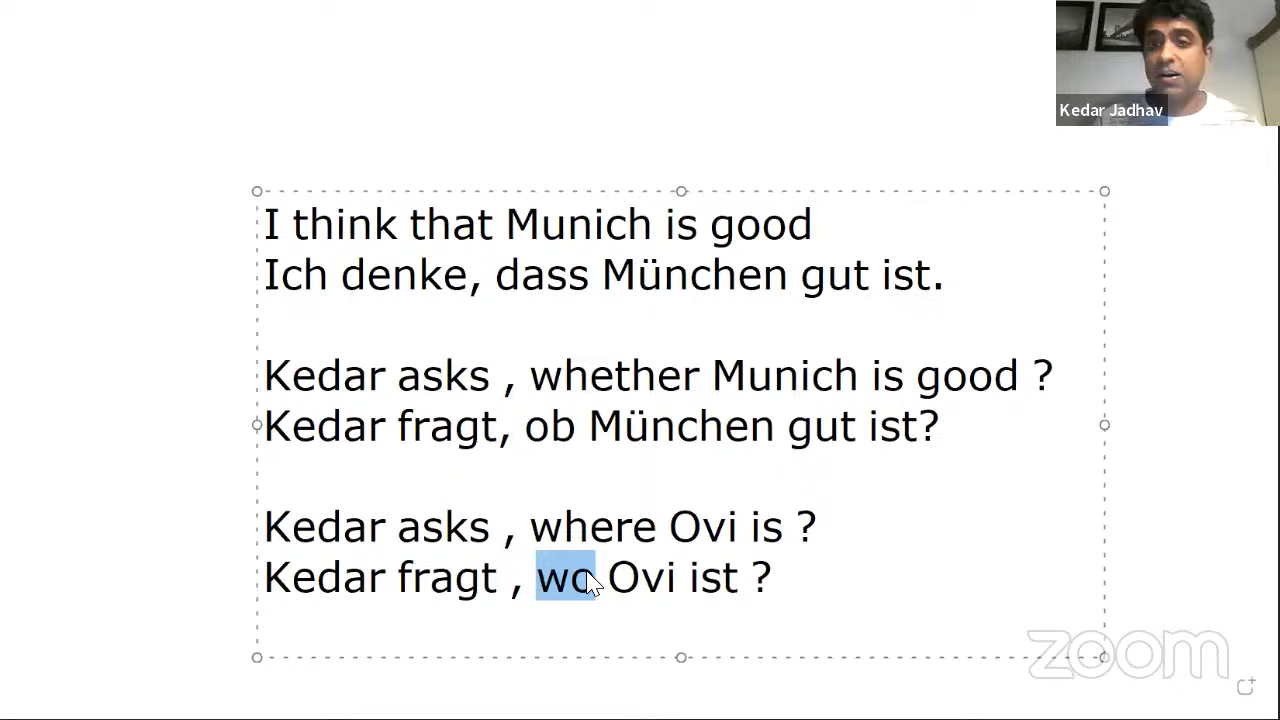 Kedar Jadhav
I think that Munich is good
Ich denke, dass München gut ist.
Kedar asks , whether Munich is good ?
Kedar fragt, ob München gut ist?
Kedar asks , where Ovi is ?
Kedar fragt , wo Ovi ist ?
zoom